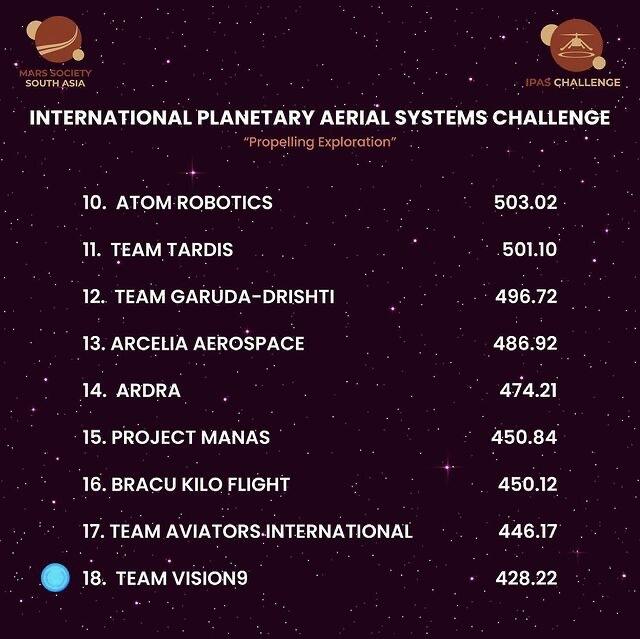 MARS SOCIETY
SOUTH ASIA
IPAS CHALLENGE
INTERNATIONAL PLANETARY AERIAL SYSTEMS CHALLENGE
“Propelling Exploration”
10. ATOM ROBOTICS 503.02
11. TEAM TARDIS 501.10
12. TEAM GARUDA-DRISHTI 496.72
13. ARCELIA AEROSPACE 486.92
14. ARDRA 474.21
15. PROJECT MANAS 450.84
16. BRACU KILO FLIGHT 450.12
17. TEAM AVIATORS INTERNATIONAL 446.17
18. TEAM VISION9 428.22